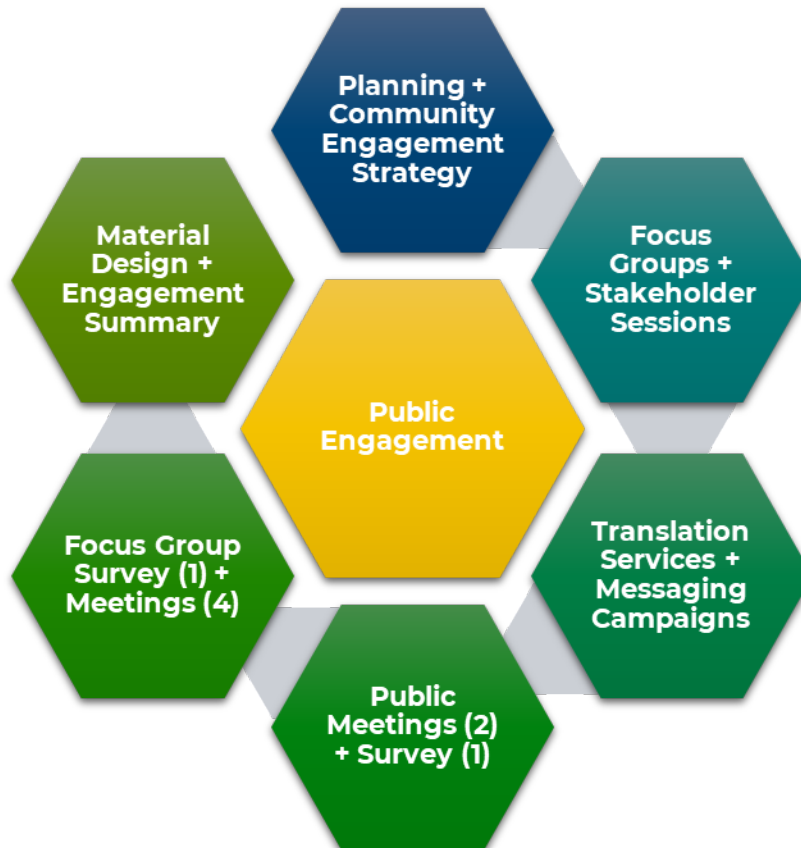 Planning +
Community
Engagement
Strategy
Focus
Groups +
Stakeholder
Sessions
Translation
Services +
Messaging
Campaigns
Public
Meetings (2)
+ Survey (1)
Focus Group
Survey (1) +
Meetings (4)
Material
Design +
Engagement
Summary
Public
Engagement